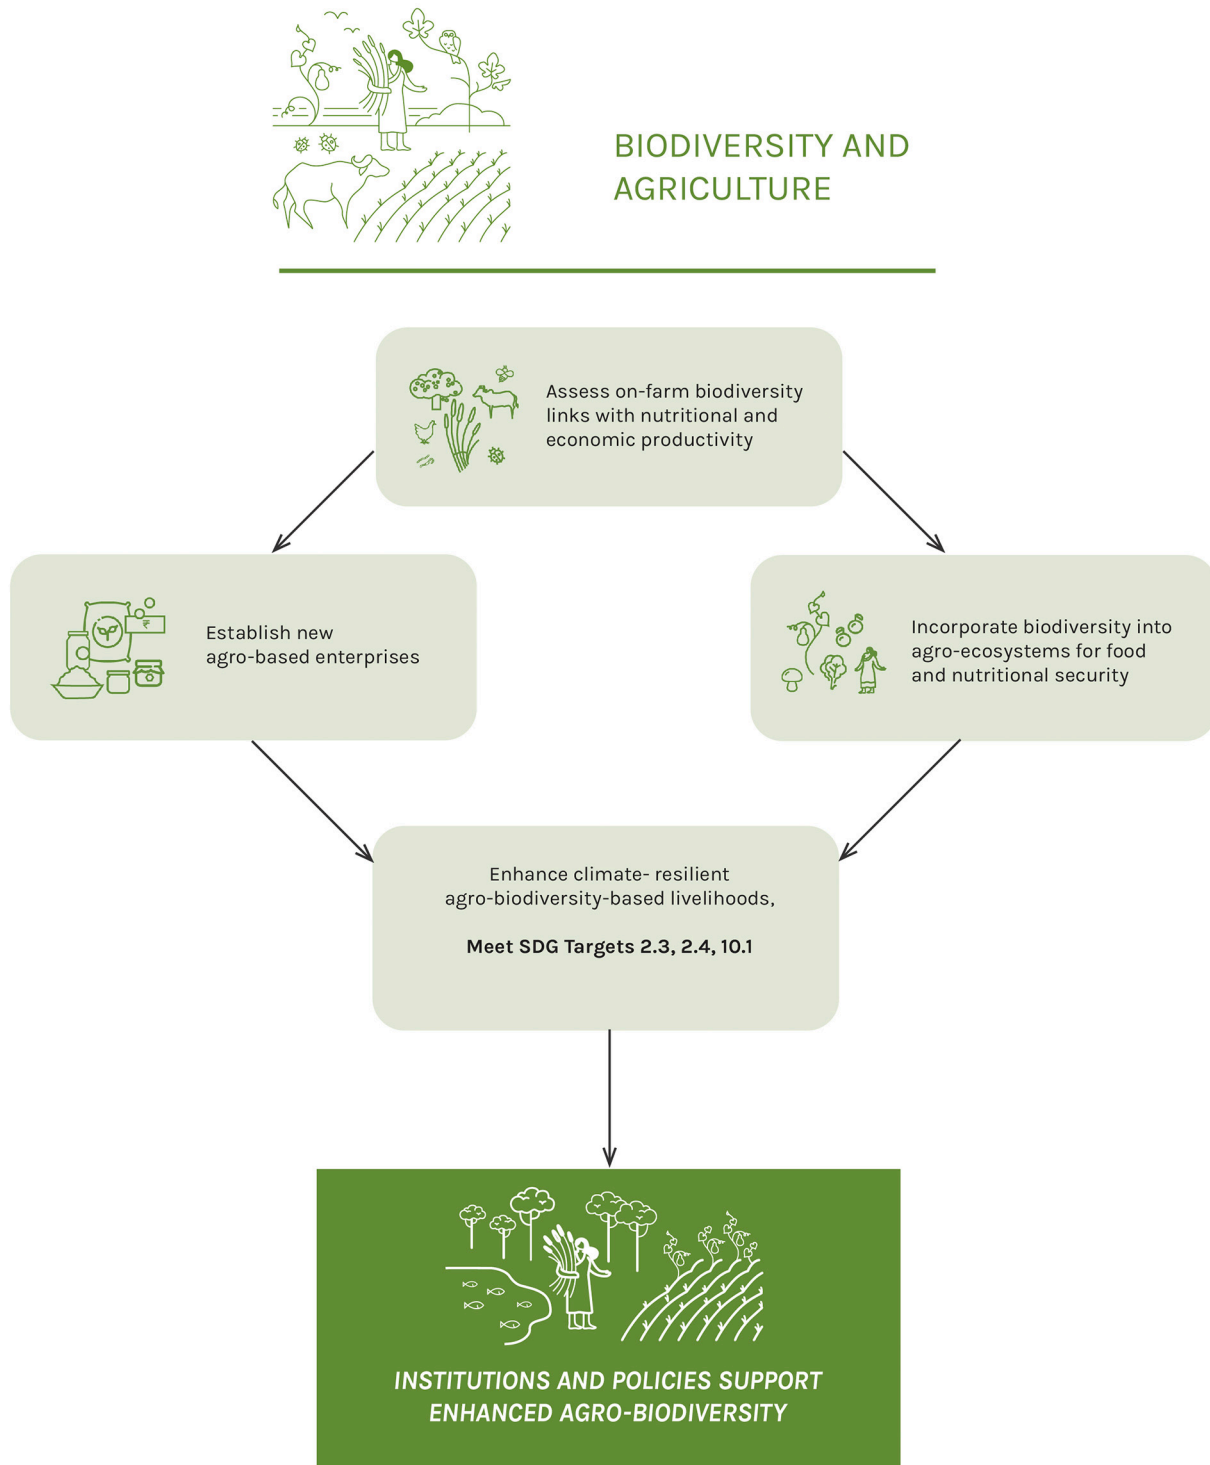 BIODIVERSITY AND
AGRICULTURE
Assess on-farm biodiversity
links with nutritional and
economic productivity
₹
Establish new
agro-based enterprises
Incorporate biodiversity into
agro-ecosystems for food
and nutritional security
Enhance climate- resilient
agro-biodiversity-based livelihoods,
Meet SDG Targets 2.3, 2.4, 10.1
INSTITUTIONS AND POLICIES SUPPORT
ENHANCED AGRO-BIODIVERSITY